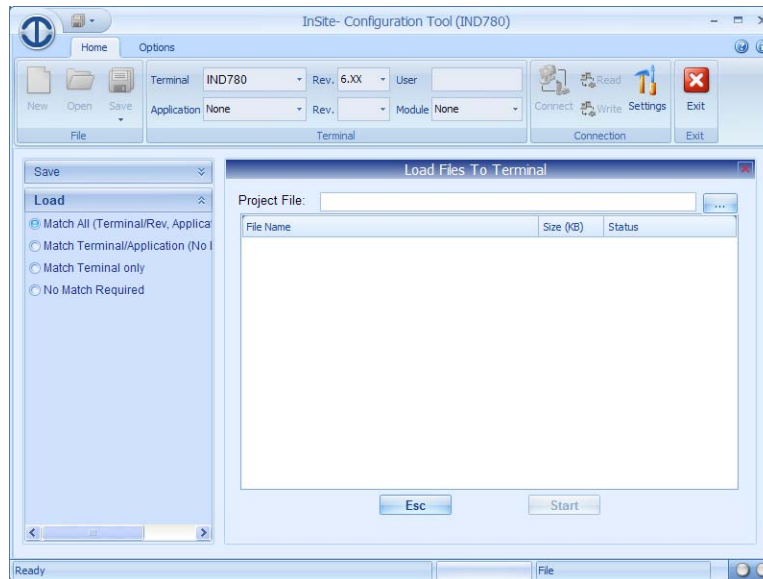 InSite- Configuration Tool (IND780)
Home Options
Terminal IND780 Rev. 6.XX User
New Open Save Application None Rev. Module None Connect Read Write Settings Exit
File Terminal Connection Exit
Save
Load
Match All (Terminal/Rev, Applica
Match Terminal/Application (No
Match Teminal only
No Match Required
Load Files To Terminal
Project File: ...
File Name Size (KB) Status
Esc Start
Ready File